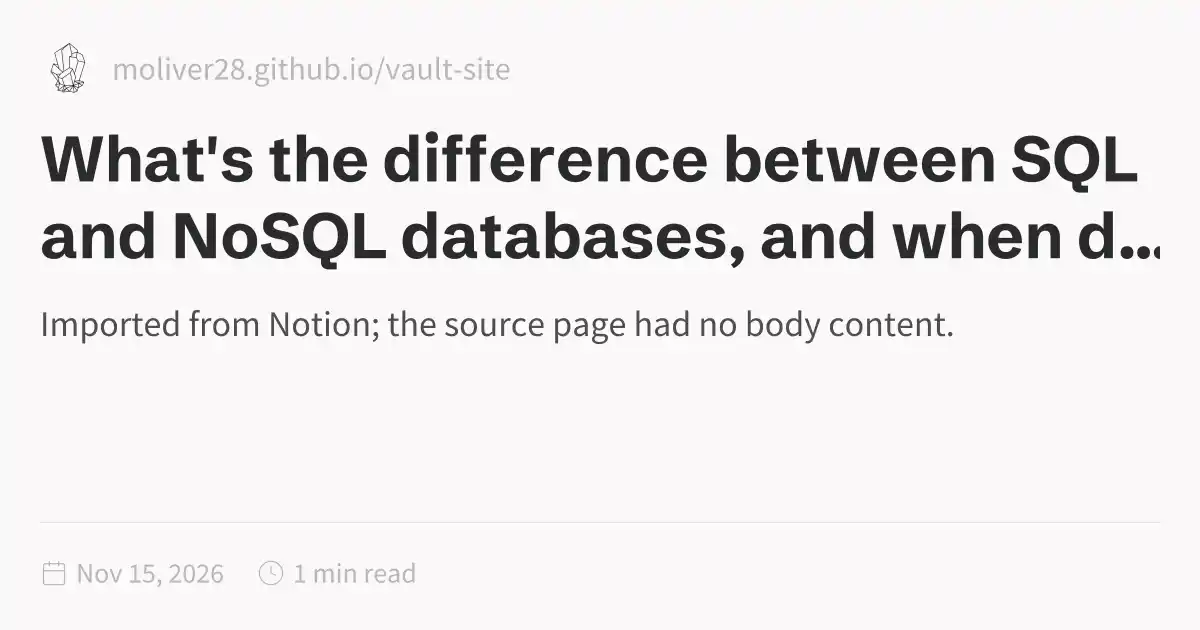 moliver28.github.io/vault-site
What's the difference between SQL
and NoSQL databases, and when d...
Imported from Notion; the source page had no body content.
Nov 15, 2026 1 min read